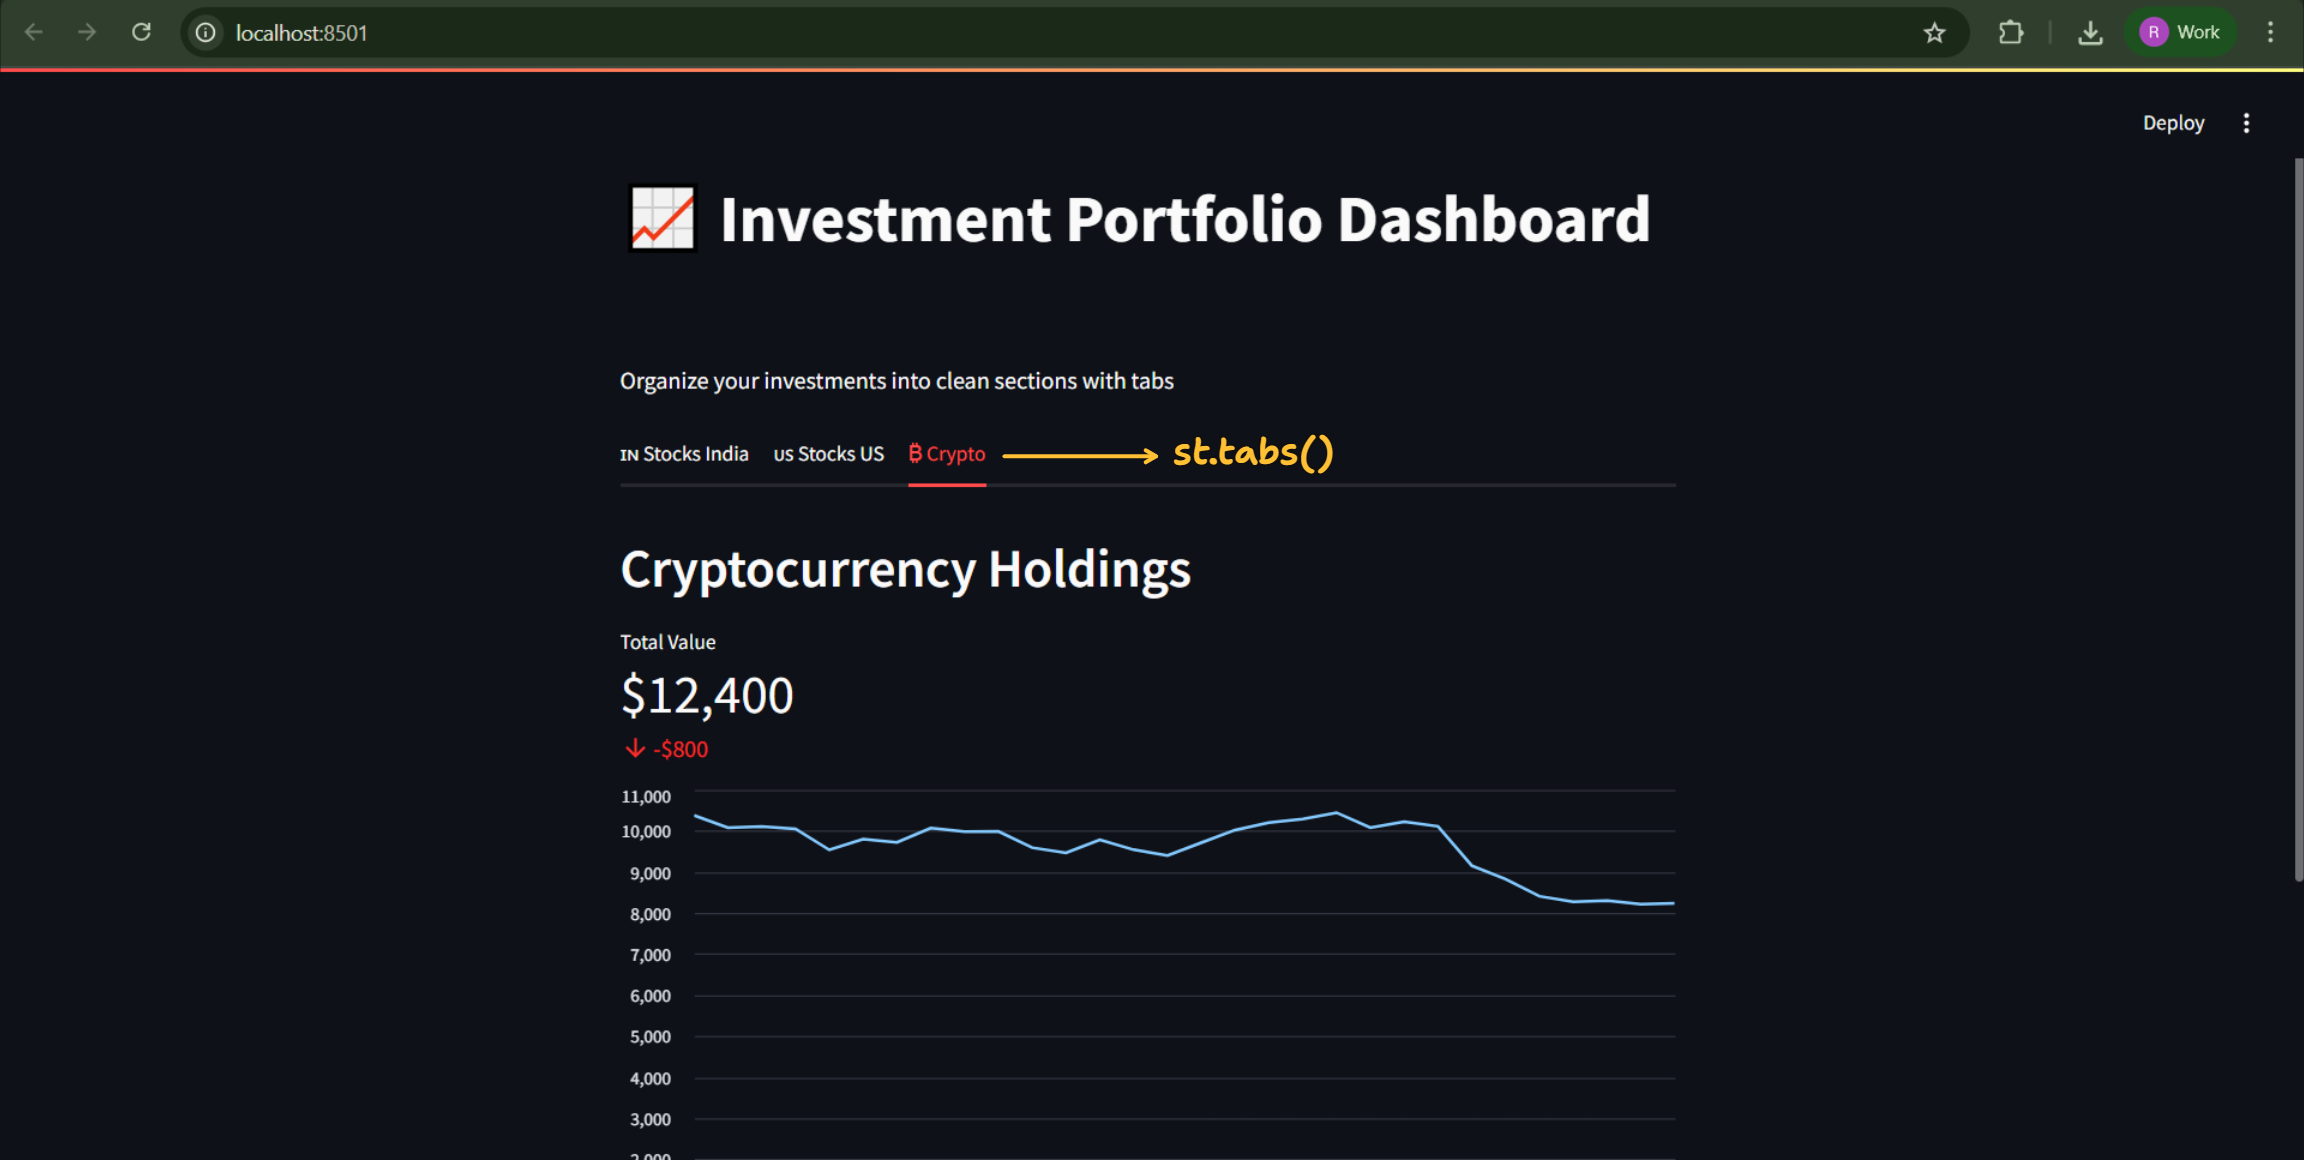 localhost:8501
R Work
Deploy
📈 Investment Portfolio Dashboard
Organize your investments into clean sections with tabs
IN Stocks India US Stocks US ₿ Crypto st.tabs()
Cryptocurrency Holdings
Total Value
$12,400
↓ -$800
11,000
10,000
9,000
8,000
7,000
6,000
5,000
4,000
3,000
2,000